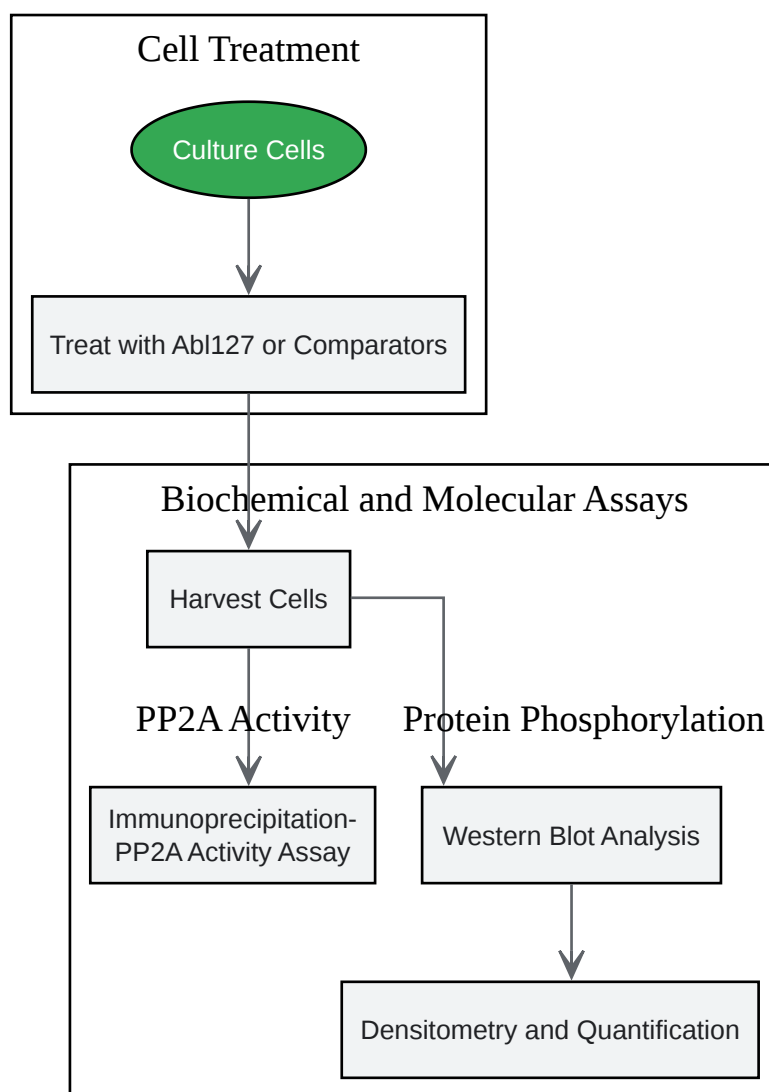 Cell Treatment
Culture Cells
Treat with Abl127 or Comparators
Biochemical and Molecular Assays
Harvest Cells
PP2A Activity
Protein Phosphorylation
Immunoprecipitation-
PP2A Activity Assay
Western Blot Analysis
Densitometry and Quantification